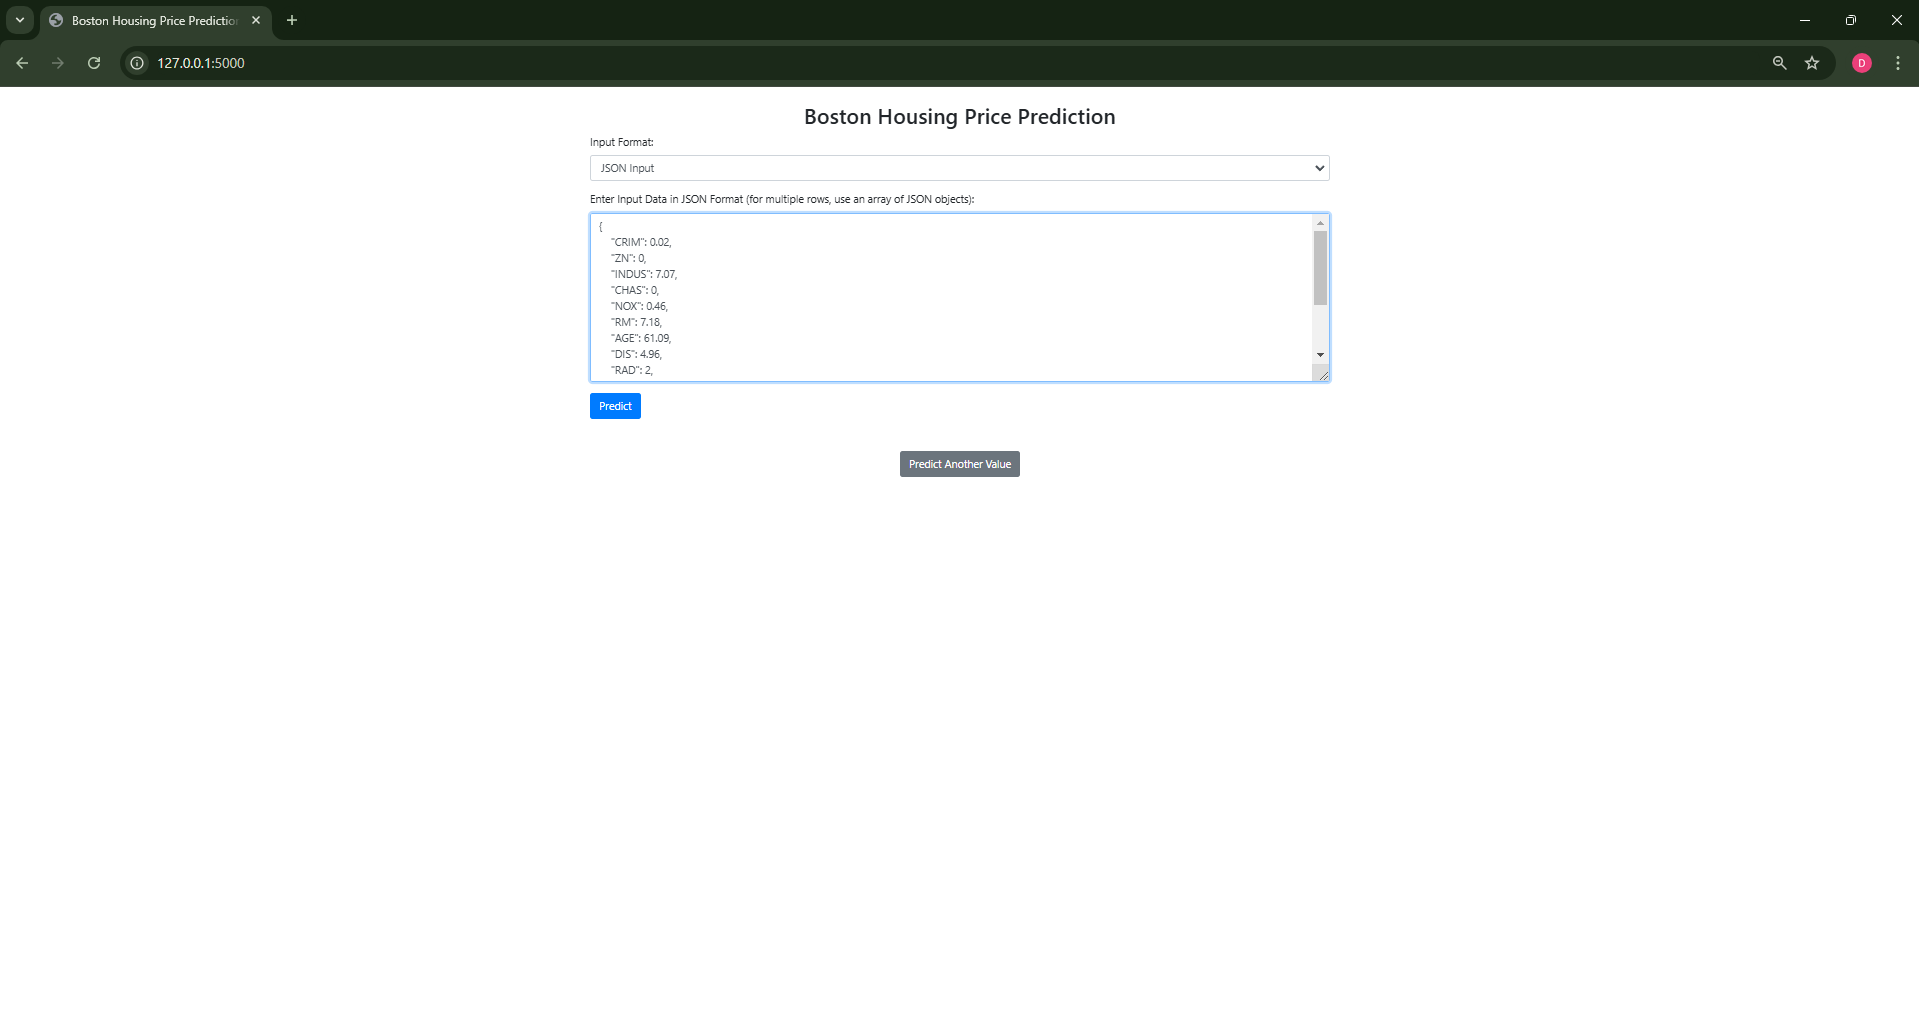 Boston Housing Price Prediction
127.0.0.1:5000
D
Boston Housing Price Prediction
Input Format:
JSON Input
Enter Input Data in JSON Format (for multiple rows, use an array of JSON objects):
{
"CRIM": 0.02,
"ZN": 0,
"INDUS": 7.07,
"CHAS": 0,
"NOX": 0.46,
"RM": 7.18,
"AGE": 61.09,
"DIS": 4.96,
"RAD": 2,
Predict
Predict Another Value